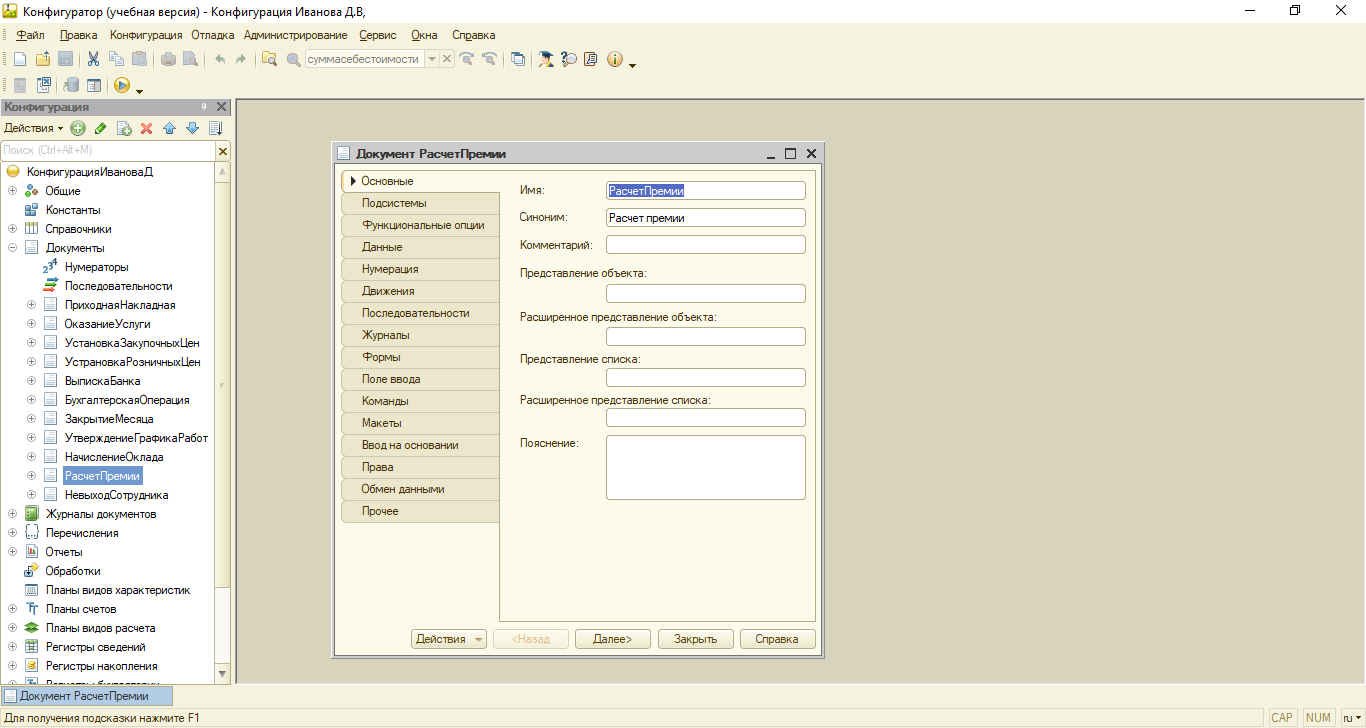 Конфигуратор (учебная версия) - Конфигурация Иванова Д.В,
Файл Правка Конфигурация Отладка Администрирование Сервис Окна Справка
суммасебестоимости
Конфигурация
Действия
Поиск (Ctrl+Alt+M)
КонфигурацияИвановаД
Общие
Константы
Справочники
Документы
Нумераторы
Последовательности
ПриходнаяНакладная
ОказаниеУслуги
УстановкаЗакупочныхЦен
УстрановкаРозничныхЦен
ВыпискаБанка
БухгалтерскаяОперация
ЗакрытиеМесяца
УтверждениеГрафикаРабот
НачислениеОклада
РасчетПремии
НевыходСотрудника
Журналы документов
Перечисления
Отчеты
Обработки
Планы видов характеристик
Планы счетов
Планы видов расчета
Регистры сведений
Регистры накопления
Документ РасчетПремии
Основные
Подсистемы
Функциональные опции
Данные
Нумерация
Движения
Последовательности
Журналы
Формы
Поле ввода
Команды
Макеты
Ввод на основании
Права
Обмен данными
Прочее
Имя: РасчетПремии
Синоним: Расчет премии
Комментарий:
Представление объекта:
Расширенное представление объекта:
Представление списка:
Расширенное представление списка:
Пояснение:
Действия <Назад Далее> Закрыть Справка
Документ РасчетПремии
Для получения подсказки нажмите F1 CAP NUM ru